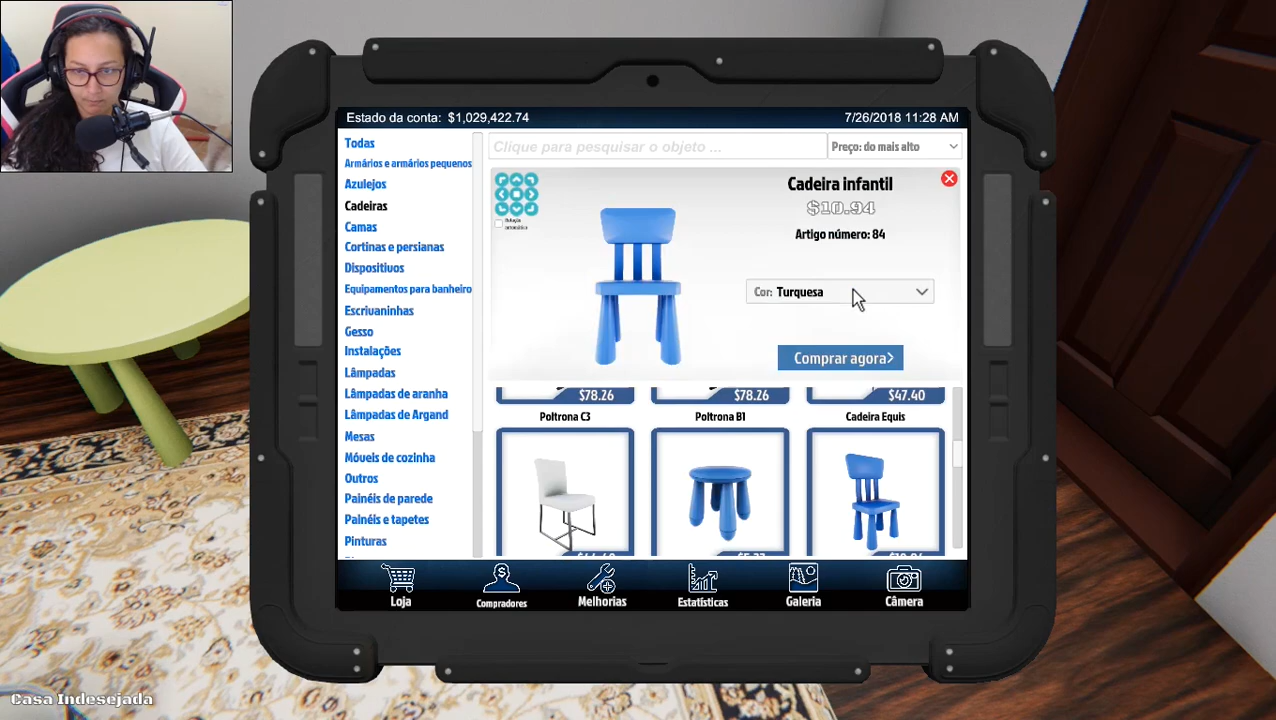 Estado da conta: $1,029,422.74
7/26/2018 11:28 AM
Todas
Armários e armários pequenos
Azulejos
Cadeiras
Camas
Cortinas e persianas
Dispositivos
Equipamentos para banheiro
Escriuaninhas
Gesso
Instalações
Lâmpadas
Lâmpadas de aranha
Lâmpadas de Argand
Mesas
Móueis de cozinha
Outros
Painéis de parede
Painéis e tapetes
Pinturas
Clique para pesquisar o objeto ...
Preço: do mais alto
Cadeira infantil
$10.94
Artigo número: 84
Cor: Turquesa
Comprar agora>
$78.26
$78.26
$47.40
Poltrona C3
Poltrona B1
Cadeira Equis
Loja
Compradores
Melhorias
Estatísticas
Galeria
Câmera
Casa Indesejada